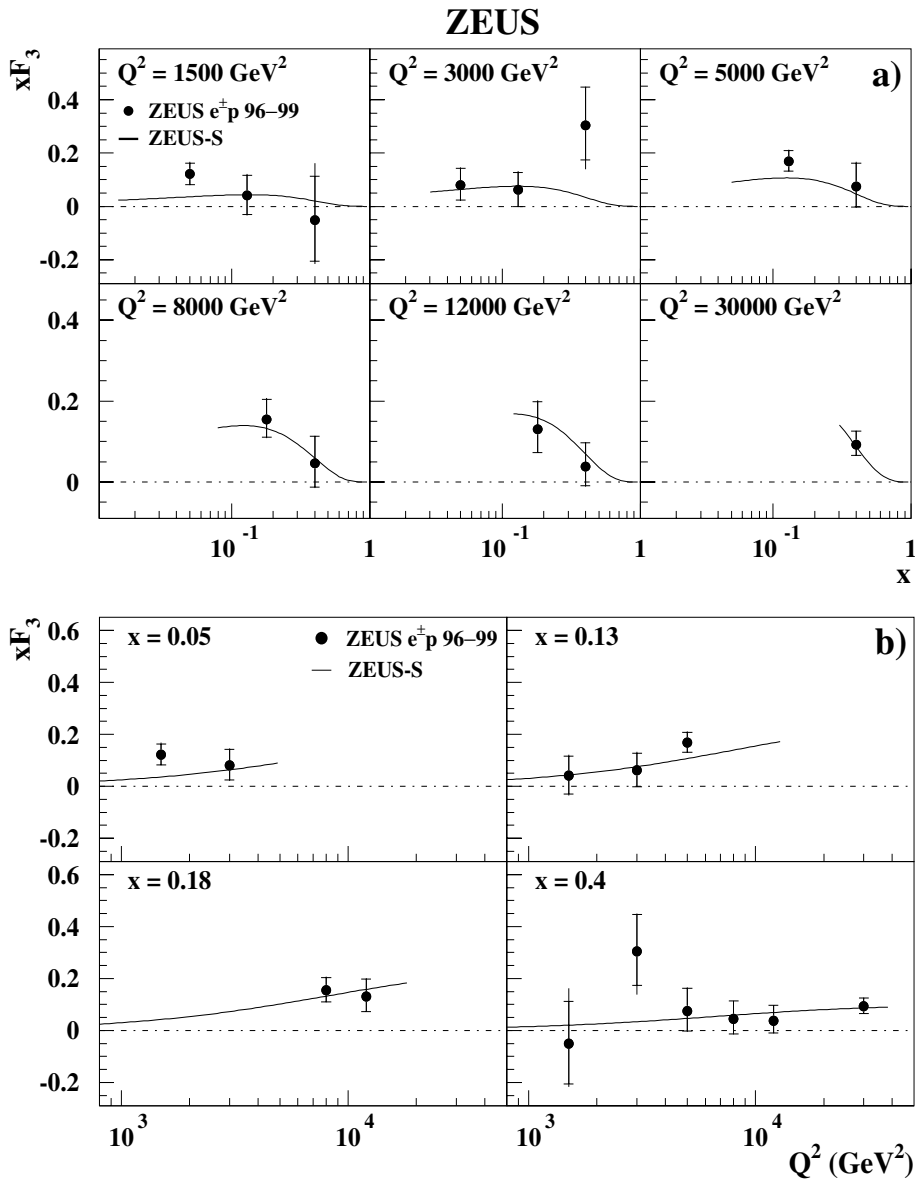 ZEUS
xF₃
Q² = 1500 GeV²
Q² = 3000 GeV²
Q² = 5000 GeV²
a)
ZEUS e±p 96–99
ZEUS-S
0.4
0.2
0
-0.2
Q² = 8000 GeV²
Q² = 12000 GeV²
Q² = 30000 GeV²
0.4
0.2
0
10⁻¹ 1 10⁻¹ 1 10⁻¹ 1
x
xF₃
x = 0.05
ZEUS e±p 96–99
ZEUS-S
x = 0.13
b)
0.6
0.4
0.2
0
-0.2
x = 0.18
x = 0.4
0.6
0.4
0.2
0
-0.2
10³ 10⁴ 10³ 10⁴
Q² (GeV²)